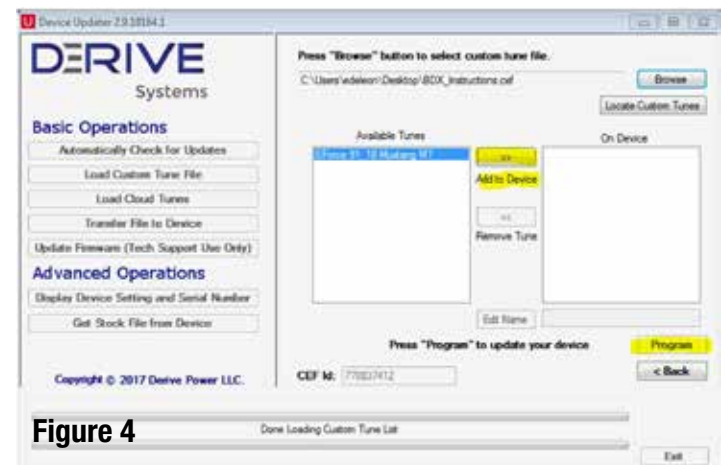 Device Updater 2.9.18184.1
DERIVE
Systems
Basic Operations
Automatically Check for Updates
Load Custom Tune File
Load Cloud Tunes
Transfer File to Device
Update Firmware (Tech Support Use Only)
Advanced Operations
Display Device Setting and Serial Number
Get Stock File from Device
Copyright © 2017 Derive Power LLC.
Press "Browse" button to select custom tune file.
C:\Users\edeleon\Desktop\BDX_Instructions.cef
Browse
Locate Custom Tunes
Available Tunes
On Device
Mustang
>>
Add to Device
<<
Remove Tune
Edit Name
Press "Program" to update your device
Program
CEF Id:
< Back
Done Loading Custom Tune List
Figure 4
Exit